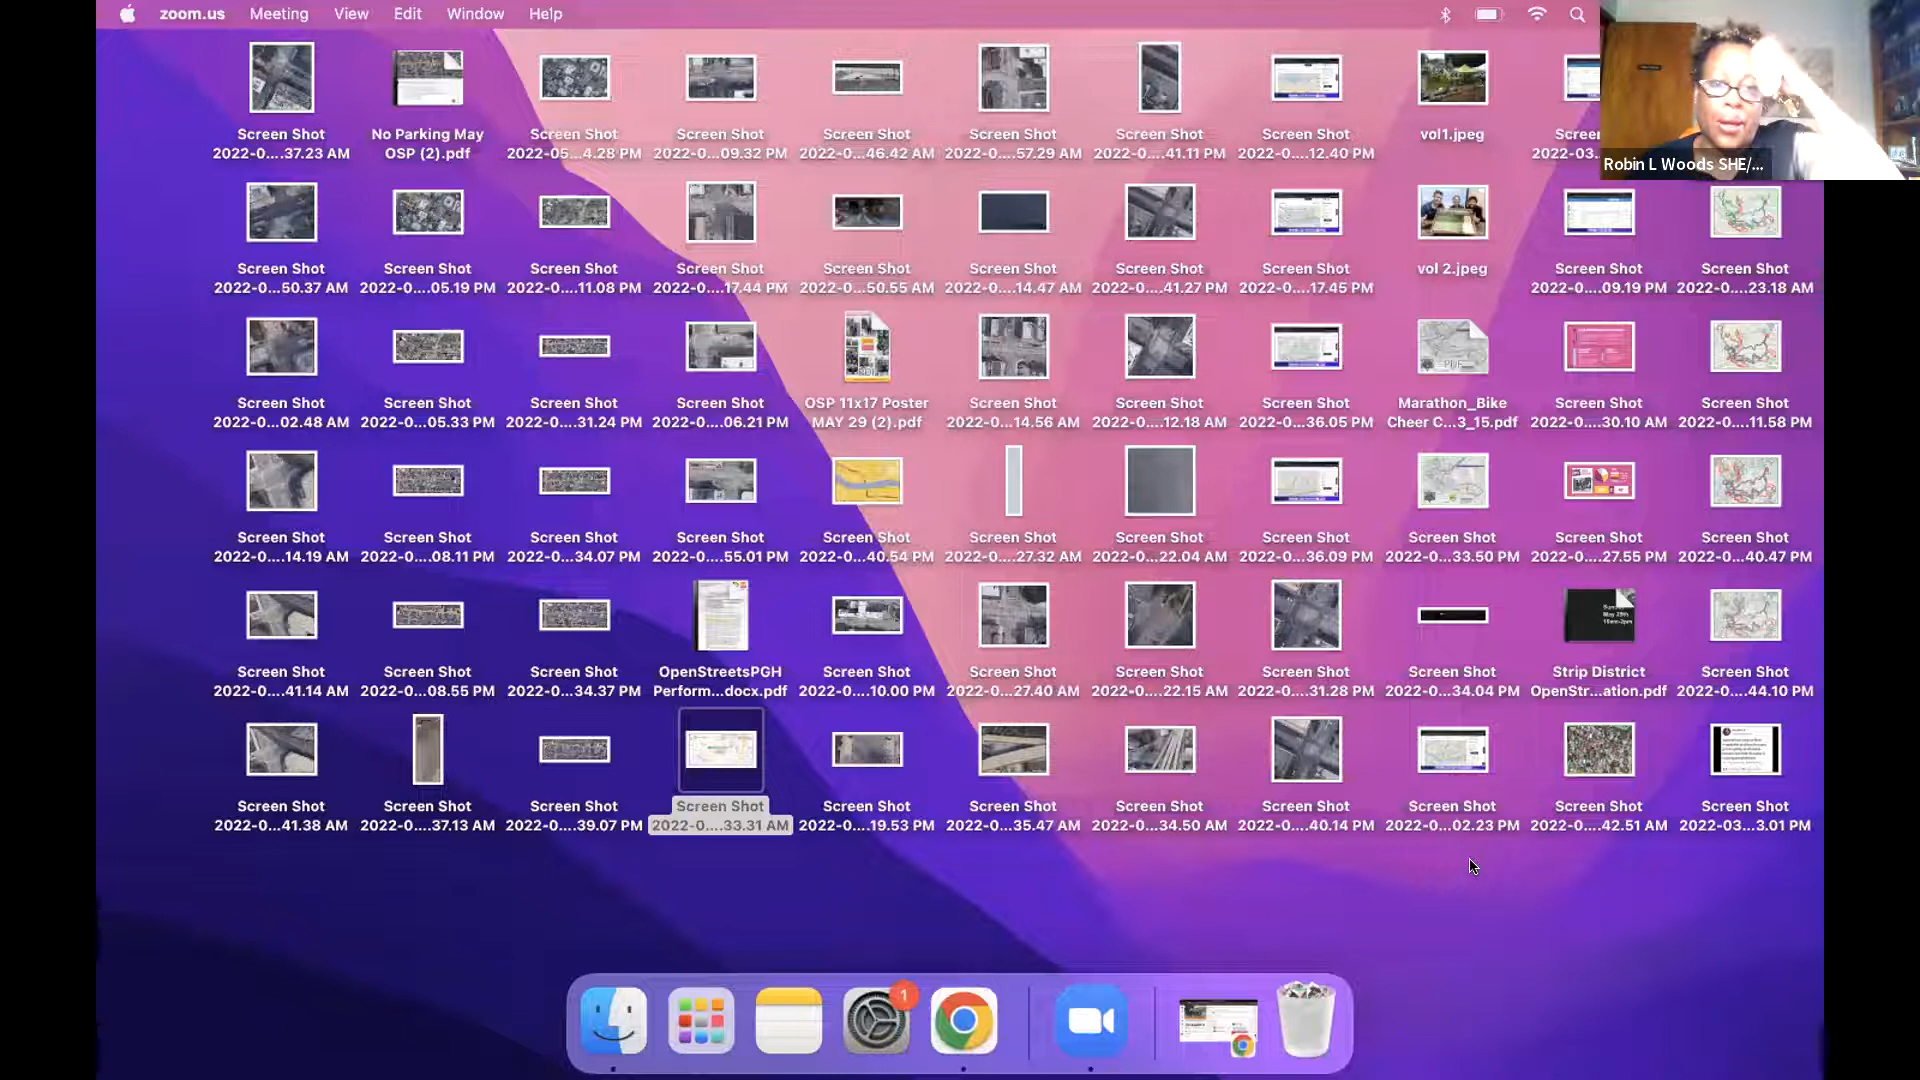 zoom.us Meeting View Edit Window Help
Screen Shot
2022-0....37.23 AM
No Parking May
OSP (2).pdf
Screen Shot
2022-05...4.28 PM
Screen Shot
2022-0....09.32 PM
Screen Shot
2022-0...46.42 AM
Screen Shot
2022-0....57.29 AM
Screen Shot
2022-0....41.11 PM
Screen Shot
2022-0....12.40 PM
vol1.jpeg
Robin L Woods SHE/...
Screen Shot
2022-0....50.37 AM
Screen Shot
2022-0....05.19 PM
Screen Shot
2022-0....11.08 PM
Screen Shot
2022-0....17.44 PM
Screen Shot
2022-0...50.55 AM
Screen Shot
2022-0....14.47 AM
Screen Shot
2022-0....41.27 PM
Screen Shot
2022-0....17.45 PM
vol 2.jpeg
Screen Shot
2022-0....09.19 PM
Screen Shot
2022-0....23.18 AM
Screen Shot
2022-0...02.48 AM
Screen Shot
2022-0....05.33 PM
Screen Shot
2022-0....31.24 PM
Screen Shot
2022-0....06.21 PM
OSP 11x17 Poster
MAY 29 (2).pdf
Screen Shot
2022-0....14.56 AM
Screen Shot
2022-0....12.18 AM
Screen Shot
2022-0...36.05 PM
Marathon_Bike
Cheer C...3_15.pdf
Screen Shot
2022-0....30.10 AM
Screen Shot
2022-0....11.58 PM
Screen Shot
2022-0....14.19 AM
Screen Shot
2022-0....08.11 PM
Screen Shot
2022-0....34.07 PM
Screen Shot
2022-0....55.01 PM
Screen Shot
2022-0...40.54 PM
Screen Shot
2022-0....27.32 AM
Screen Shot
2022-0...22.04 AM
Screen Shot
2022-0...36.09 PM
Screen Shot
2022-0....33.50 PM
Screen Shot
2022-0....27.55 PM
Screen Shot
2022-0...40.47 PM
Screen Shot
2022-0....41.14 AM
Screen Shot
2022-0...08.55 PM
Screen Shot
2022-0....34.37 PM
OpenStreetsPGH
Perform...docx.pdf
Screen Shot
2022-0....10.00 PM
Screen Shot
2022-0....27.40 AM
Screen Shot
2022-0....22.15 AM
Screen Shot
2022-0....31.28 PM
Screen Shot
2022-0...34.04 PM
Strip District
OpenStr...ation.pdf
Screen Shot
2022-0....44.10 PM
Screen Shot
2022-0...41.38 AM
Screen Shot
2022-0....37.13 AM
Screen Shot
2022-0...39.07 PM
Screen Shot
2022-0....33.31 AM
Screen Shot
2022-0....19.53 PM
Screen Shot
2022-0....35.47 AM
Screen Shot
2022-0...34.50 AM
Screen Shot
2022-0....40.14 PM
Screen Shot
2022-0...02.23 PM
Screen Shot
2022-0....42.51 AM
Screen Shot
2022-03...3.01 PM
1